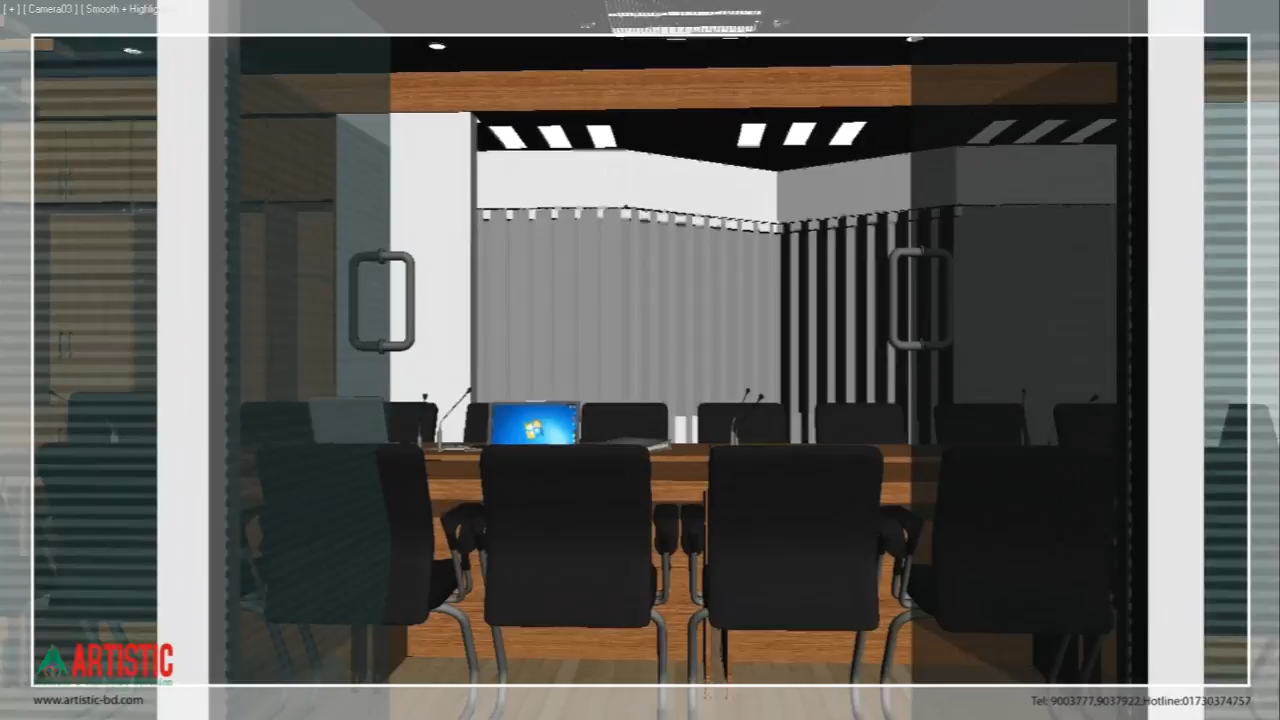 [ + ] [ Camera03 ] [ Smooth + Highlig
ARTISTIC
www.artistic-bd.com
Tel: 9003777,9037922,Hotline:01730374757